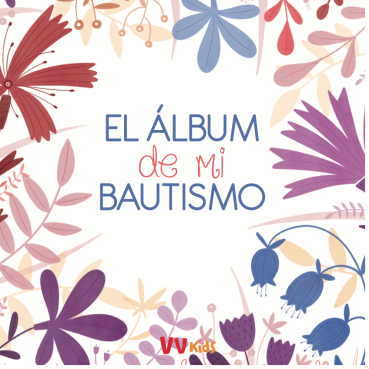 EL ÁLBUM
de mi
BAUTISMO
VV Kids